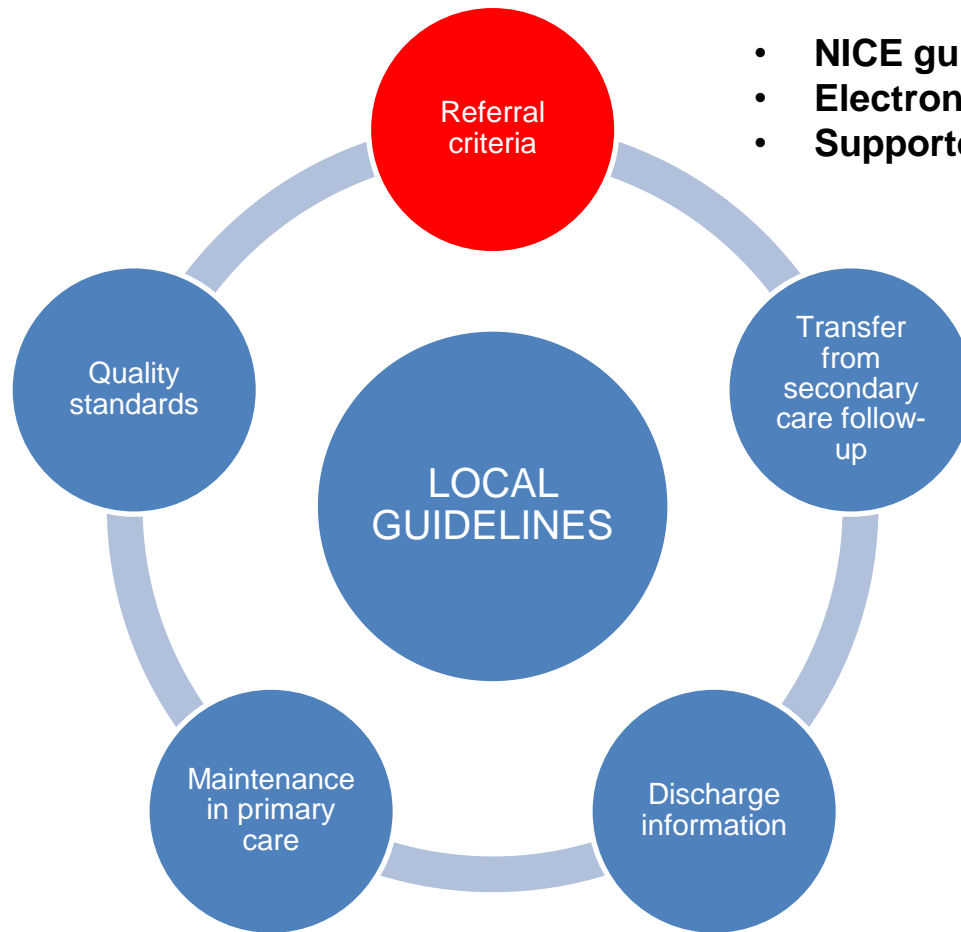 • NICE
•
•
Referral
criteria
Transfer
from
secondary
care follow-
up
Quality
standards
LOCAL
GUIDELINES
Maintenance
in primary
care
Discharge
information